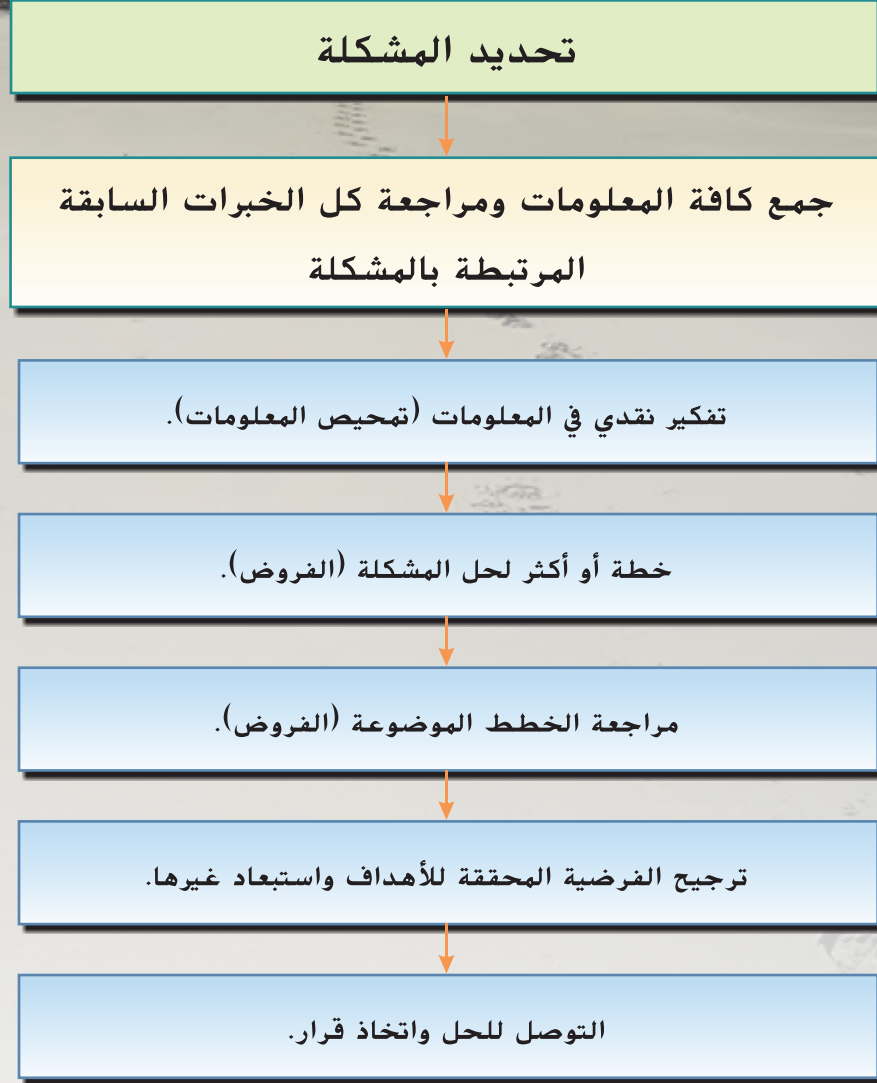 تحديد المشكلة
جمع كافة المعلومات ومراجعة كل الخبرات السابقة
المرتبطة بالمشكلة
تفكير نقدي في المعلومات (تمحيص المعلومات).
خطة أو أكثر لحل المشكلة (الفروض).
مراجعة الخطط الموضوعة (الفروض).
ترجيح الفرضية المحققة للأهداف واستبعاد غيرها.
التوصل للحل واتخاذ قرار.